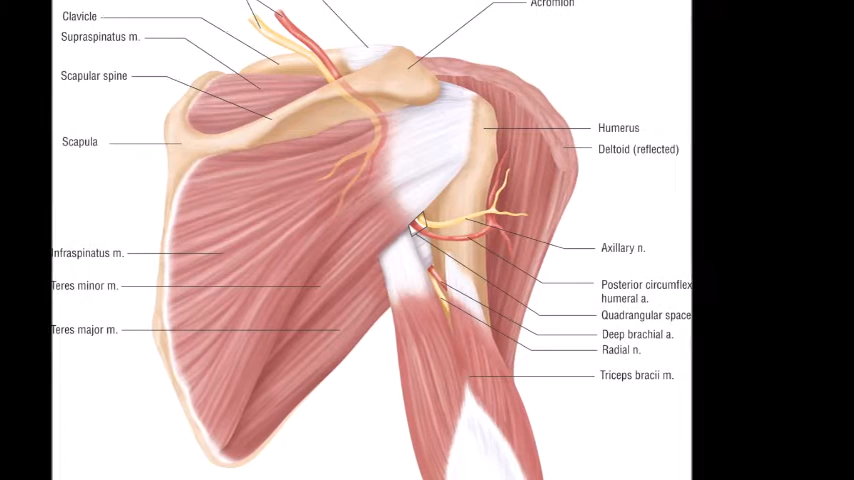 Acromion
Clavicle
Supraspinatus m.
Scapular spine
Scapula
Humerus
Deltoid (reflected)
Infraspinatus m.
Teres minor m.
Teres major m.
Axillary n.
Posterior circumflex
humeral a.
Quadrangular space
Deep brachial a.
Radial n.
Triceps bracii m.